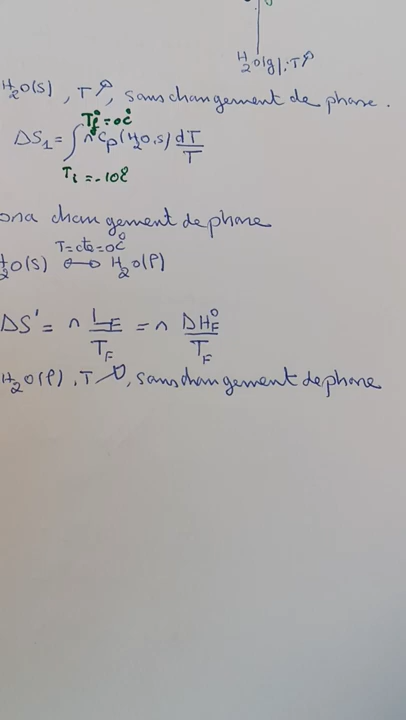 H₂O(g), T↗
H₂O(s), T↗, sans changement de phase.
Tf = 0°C
ΔS₁ = ∫ n Cp(H₂O,s) dT/T
Ti = -10°C
on a changement de phase
T = cte = 0°C
H₂O(s) ⟷ H₂O(l)
ΔS' = n LF/TF = n ΔHF°/TF
H₂O(l), T↗, sans changement de phase